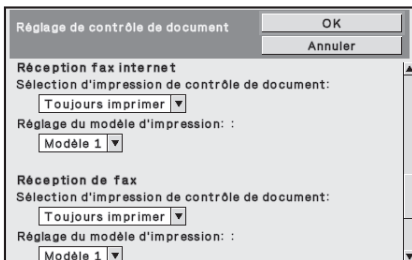 Réglage de contrôle de document
OK
Annuler
Réception fax internet
Sélection d'impression de contrôle de document:
Toujours imprimer
Réglage du modèle d'impression: :
Modèle 1
Réception de fax
Sélection d'impression de contrôle de document:
Toujours imprimer
Réglage du modèle d'impression: :
Modèle 1